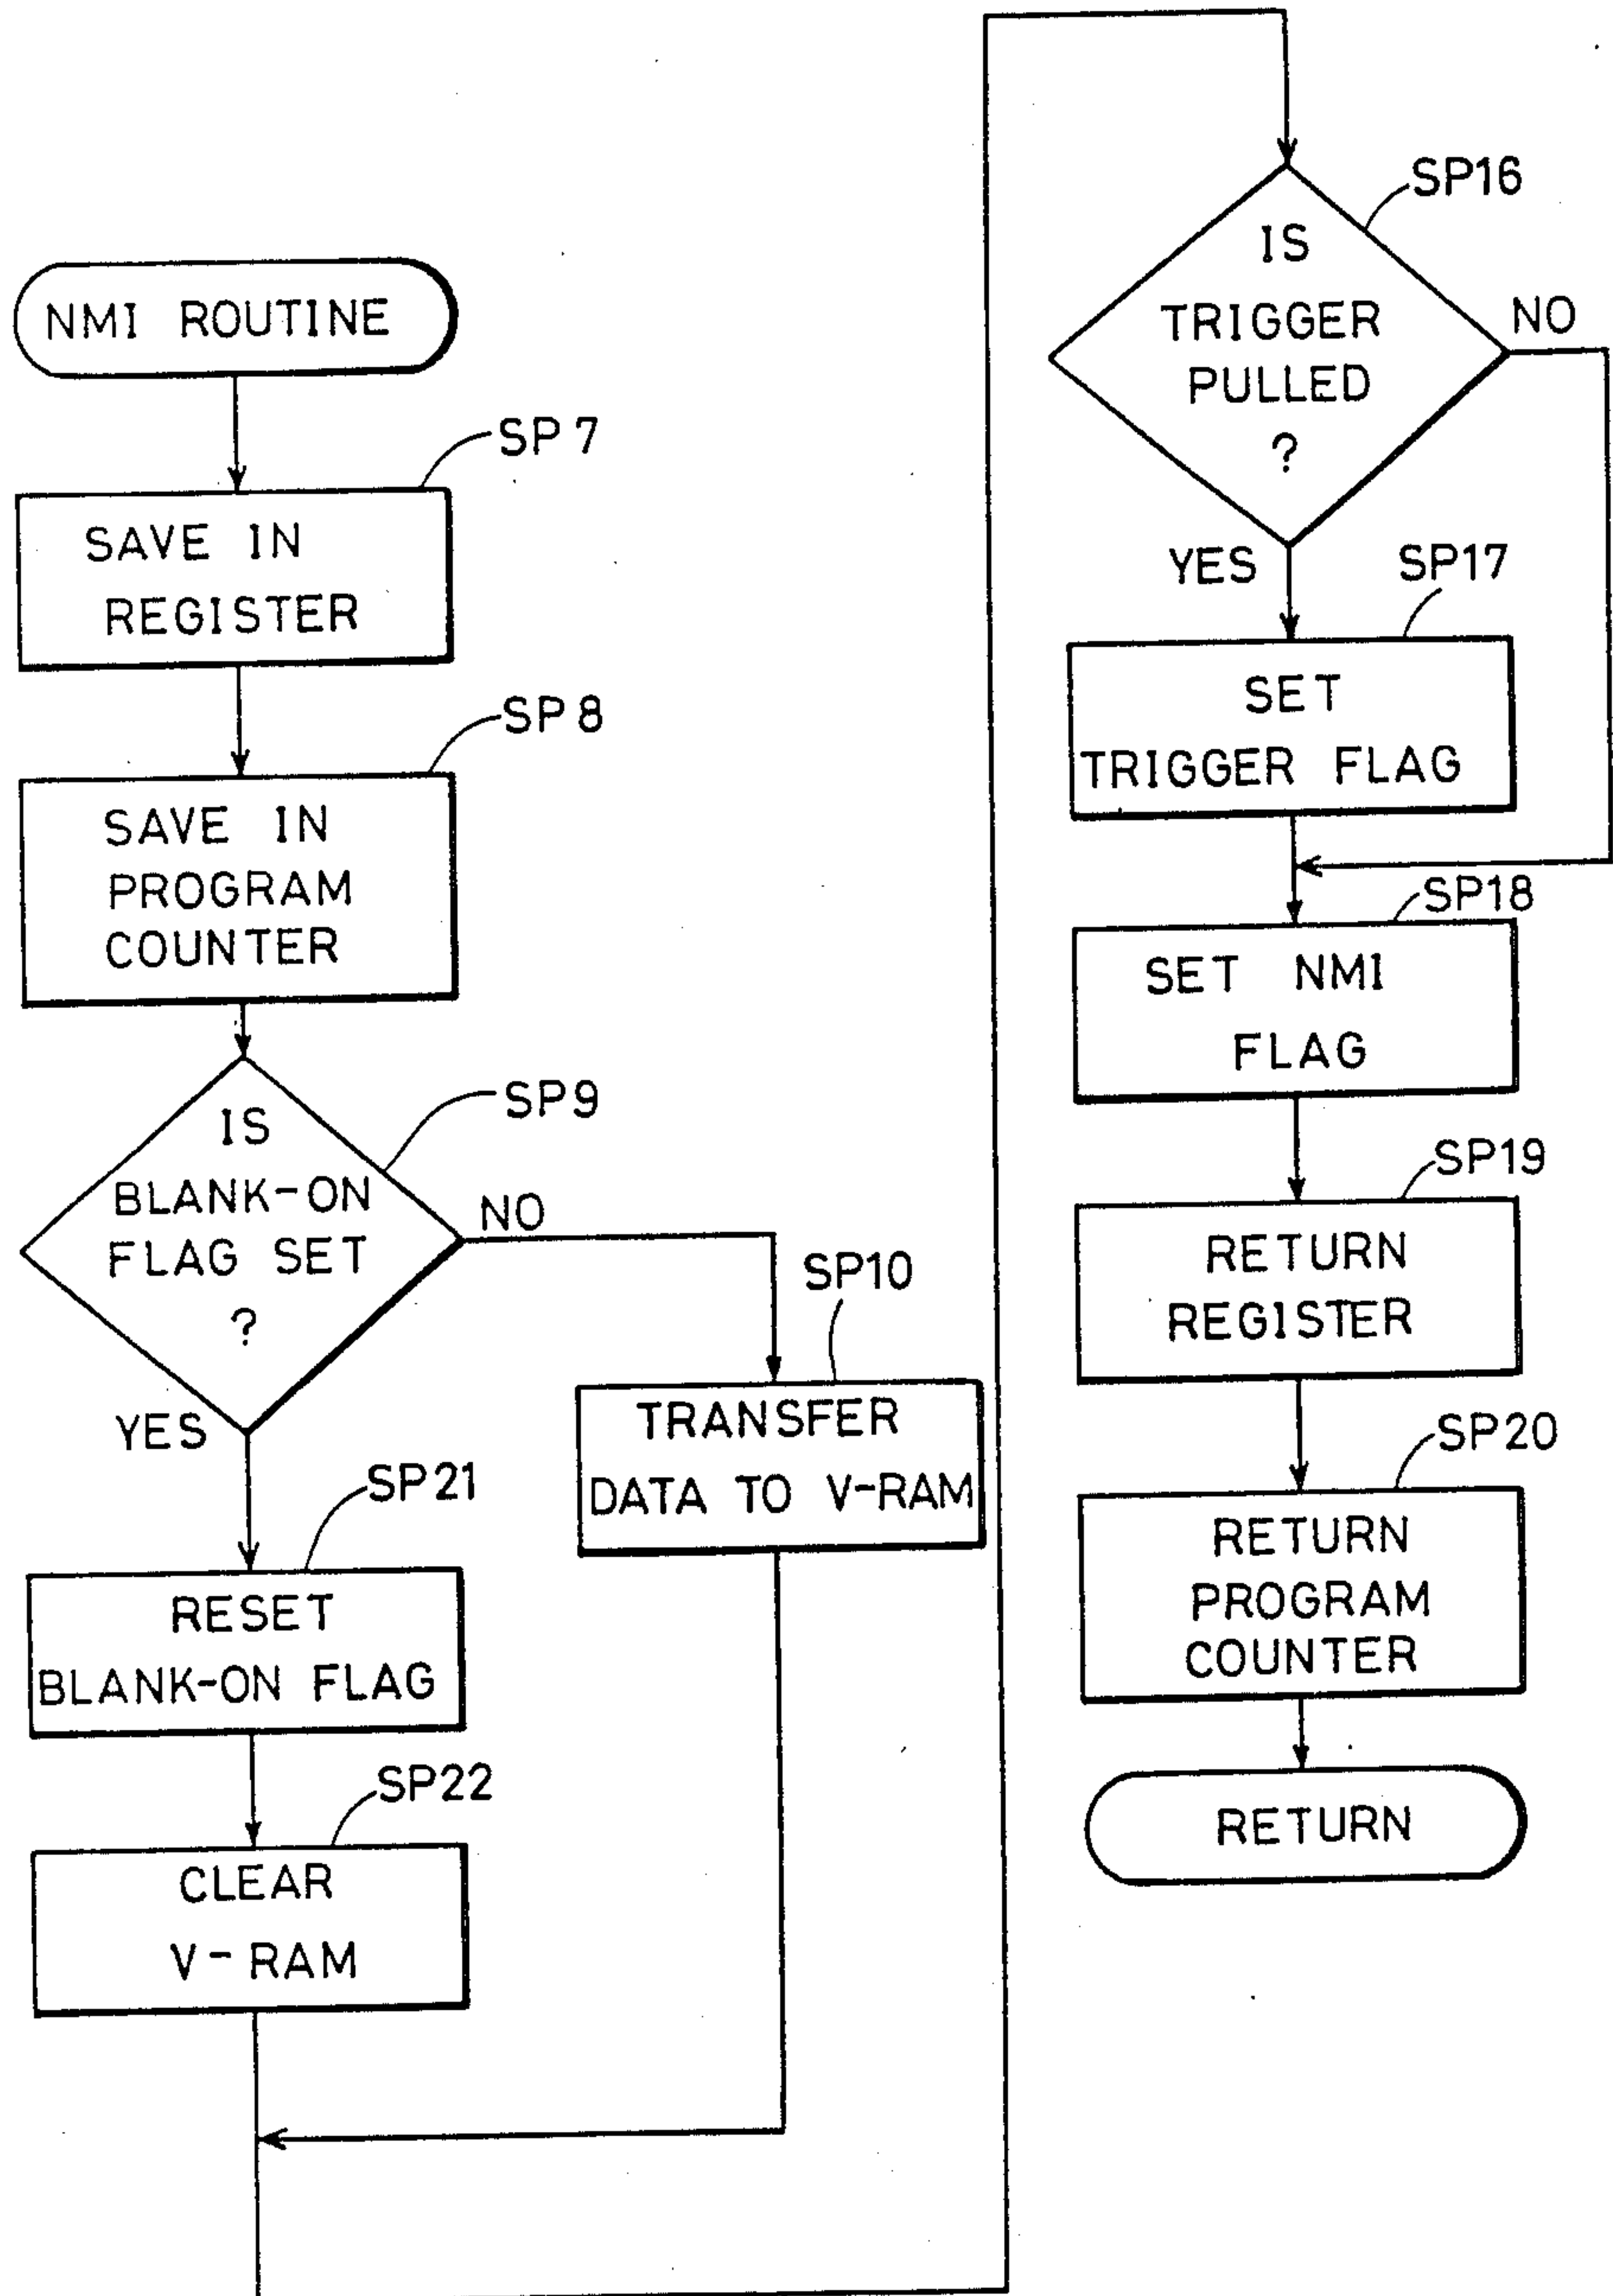 NMI ROUTINE
SP7
SAVE IN
REGISTER
SP8
SAVE IN
PROGRAM
COUNTER
SP9
IS
BLANK-ON
FLAG SET
?
NO
YES
SP10
TRANSFER
DATA TO V-RAM
SP21
RESET
BLANK-ON FLAG
SP22
CLEAR
V-RAM
SP16
IS
TRIGGER
PULLED
?
NO
YES
SP17
SET
TRIGGER FLAG
SP18
SET NMI
FLAG
SP19
RETURN
REGISTER
SP20
RETURN
PROGRAM
COUNTER
RETURN